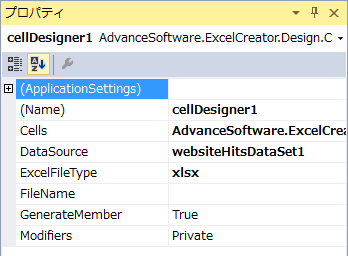 プロパティ
cellDesigner1 AdvanceSoftware.ExcelCreator.Design.C
(ApplicationSettings)
(Name) cellDesigner1
Cells AdvanceSoftware.ExcelCrea
DataSource websiteHitsDataSet1
ExcelFileType xlsx
FileName
GenerateMember True
Modifiers Private